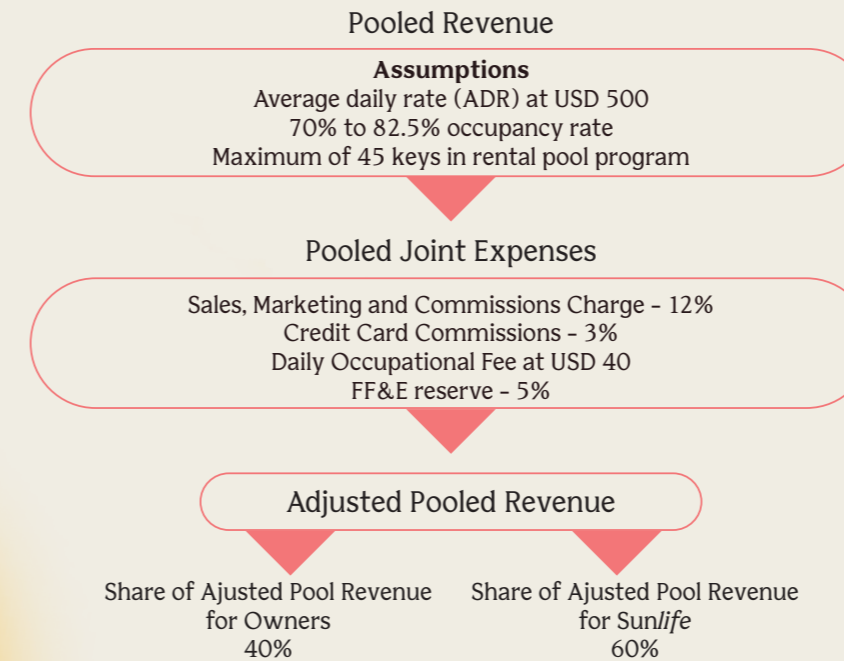 Pooled Revenue
Assumptions
Average daily rate (ADR) at USD 500
70% to 82.5% occupancy rate
Maximum of 45 keys in rental pool program
Pooled Joint Expenses
Sales, Marketing and Commissions Charge - 12%
Credit Card Commissions - 3%
Daily Occupational Fee at USD 40
FF&E reserve - 5%
Adjusted Pooled Revenue
Share of Ajusted Pool Revenue
for Owners
40%
Share of Ajusted Pool Revenue
for Sunlife
60%